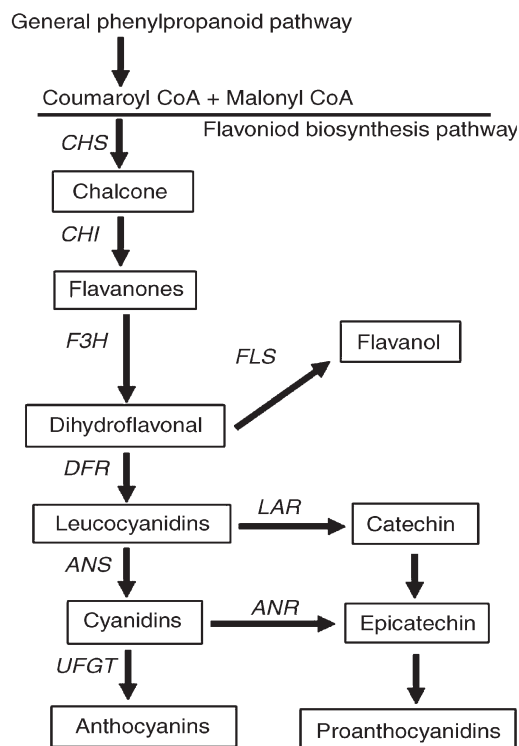 General phenylpropanoid pathway
Coumaroyl CoA + Malonyl CoA
Flavoniod biosynthesis pathway
CHS
Chalcone
CHI
Flavanones
F3H
FLS
Flavanol
Dihydroflavonal
DFR
Leucocyanidins
LAR
Catechin
ANS
Cyanidins
ANR
Epicatechin
UFGT
Anthocyanins
Proanthocyanidins